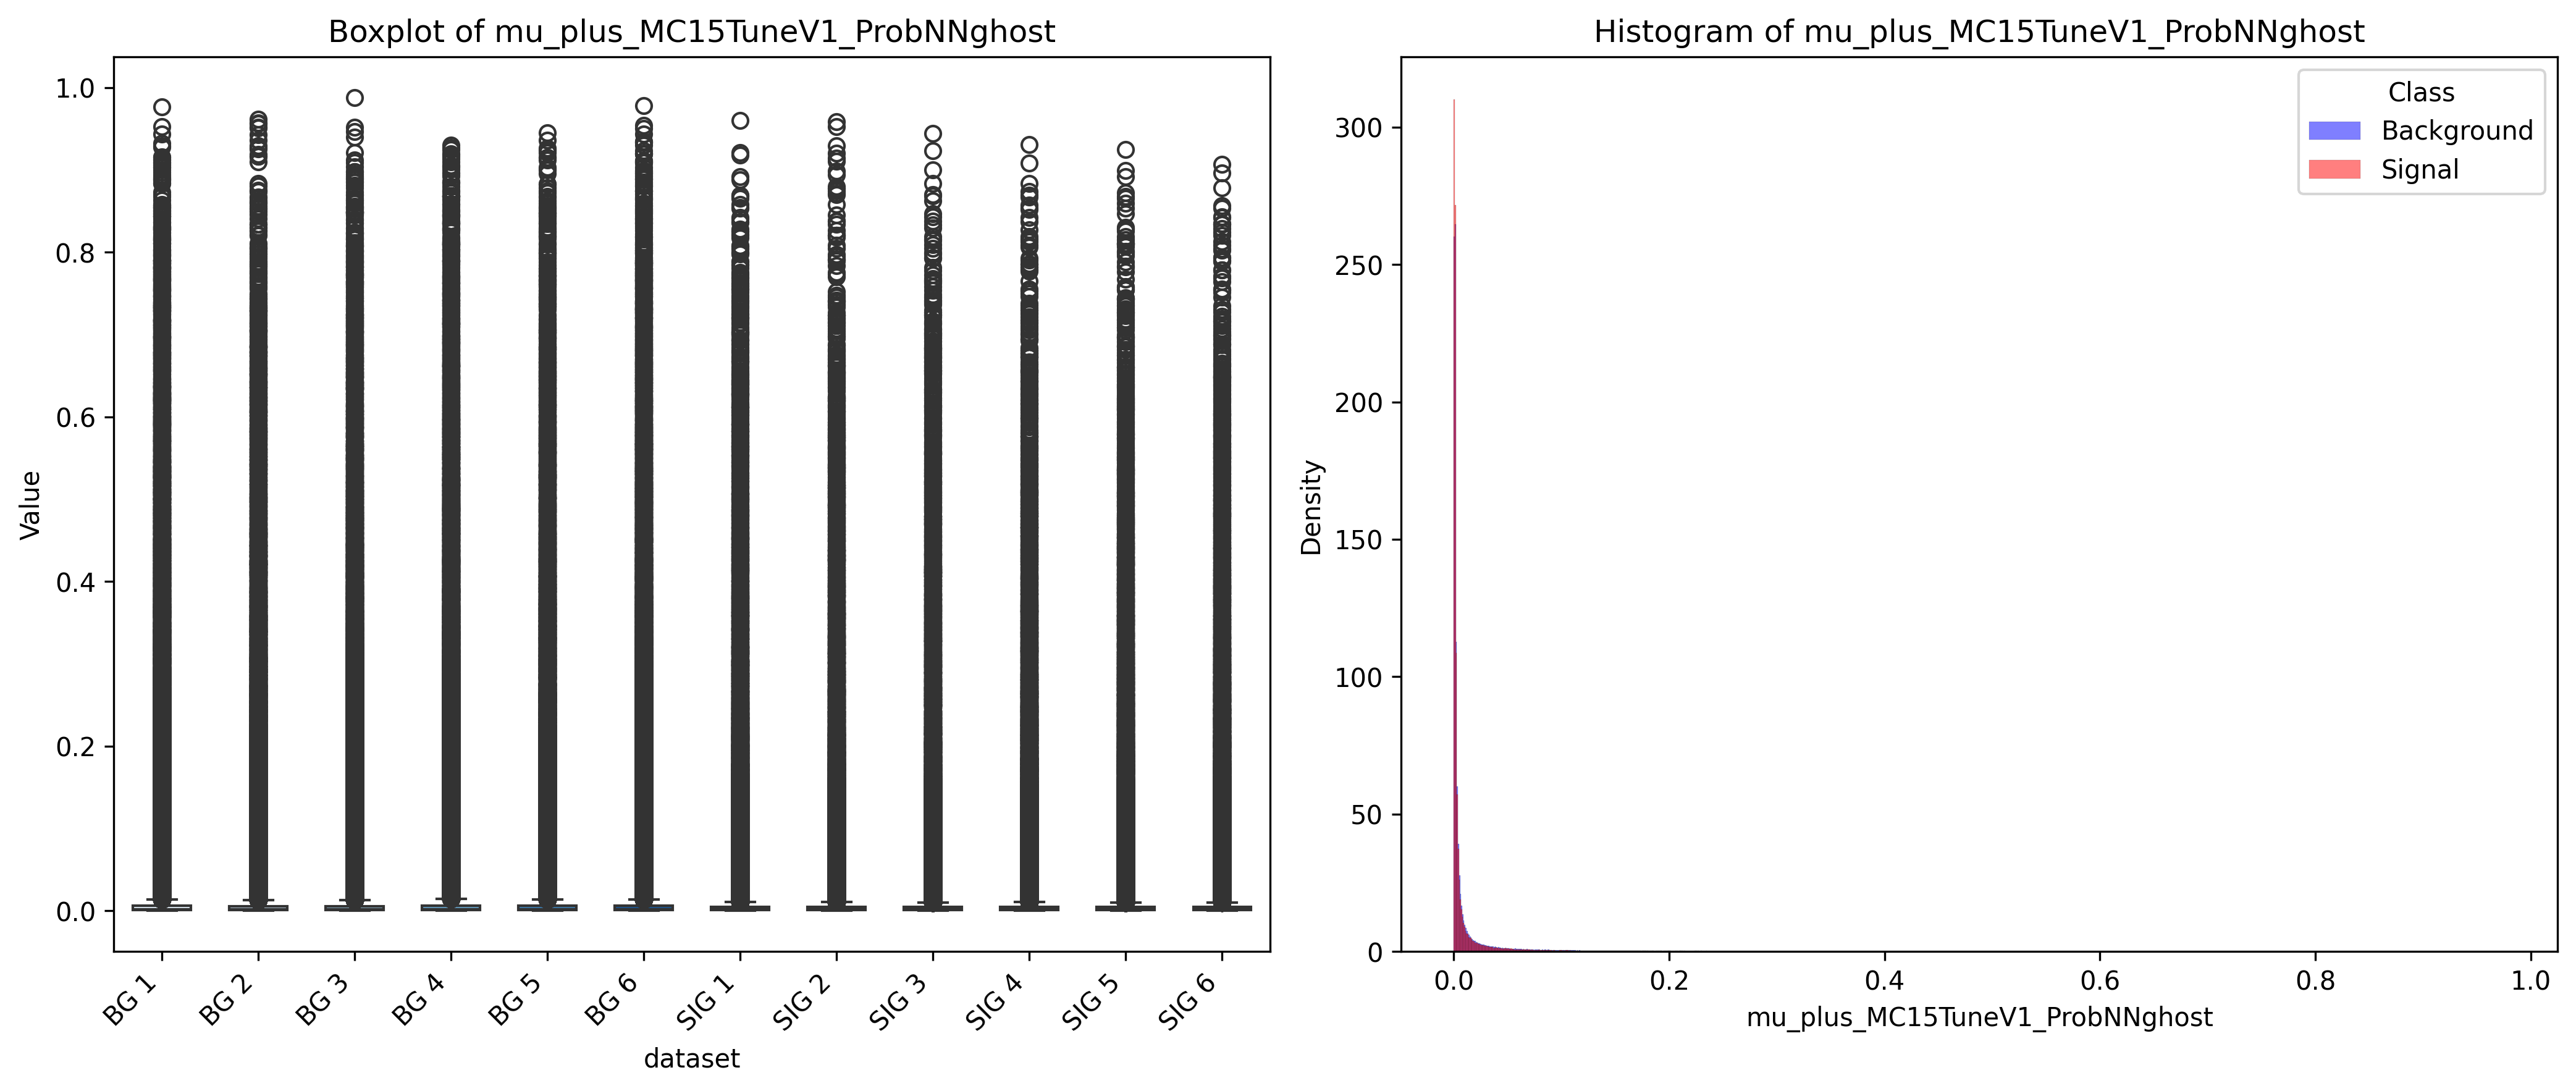 Boxplot of mu_plus_MC15TuneV1_ProbNNghost
Value
1.0
0.8
0.6
0.4
0.2
0.0
BG 1
BG 2
BG 3
BG 4
BG 5
BG 6
SIG 1
SIG 2
SIG 3
SIG 4
SIG 5
SIG 6
dataset
Histogram of mu_plus_MC15TuneV1_ProbNNghost
Class
Background
Signal
Density
300
250
200
150
100
50
0
0.0
0.2
0.4
0.6
0.8
1.0
mu_plus_MC15TuneV1_ProbNNghost